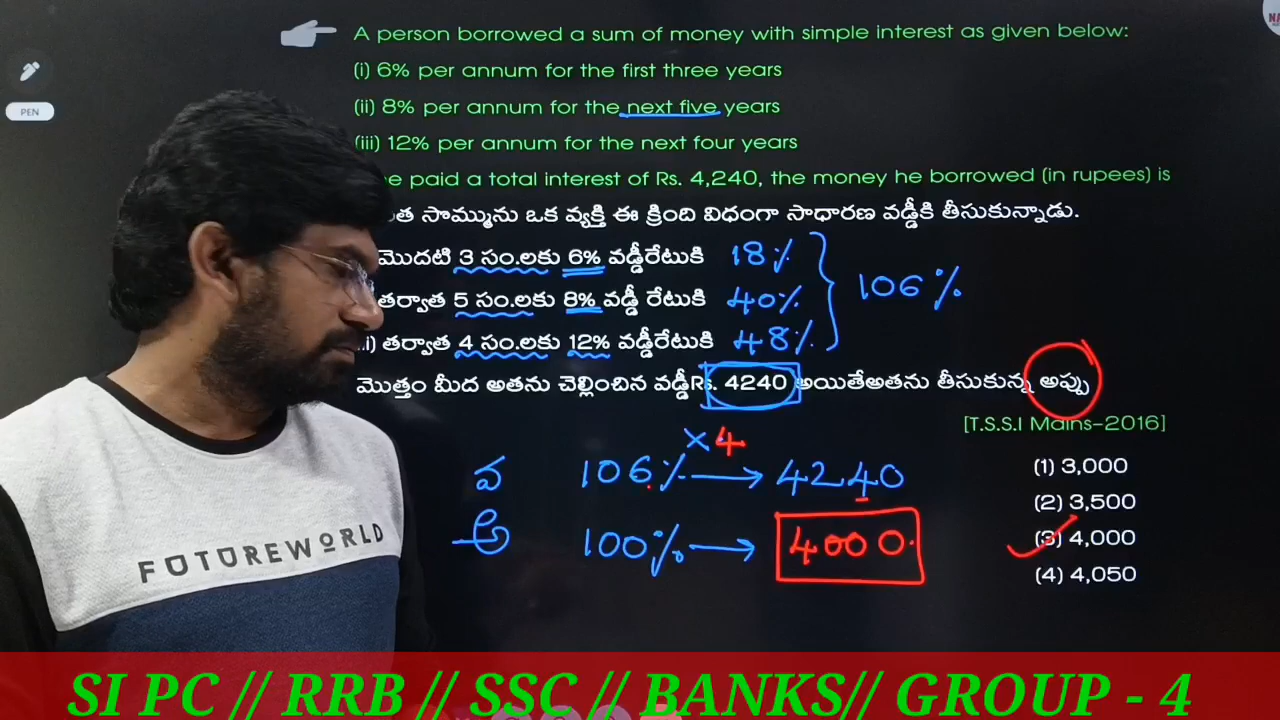 A person borrowed a sum of money with simple interest as given below:
(i) 6% per annum for the first three years
(ii) 8% per annum for the next five years
(iii) 12% per annum for the next four years
paid a total interest of Rs. 4,240, the money he borrowed (in rupees) is
సొమ్మును ఒక వ్యక్తి ఈ క్రింది విధంగా సాధారణ వడ్డీకి తీసుకున్నాడు.
మొదటి 3 సం.లకు 6% వడ్డీరేటుకి 18%
తర్వాత 5 సం.లకు 8% వడ్డీ రేటుకి 40% 106%
తర్వాత 4 సం.లకు 12% వడ్డీరేటుకి 48%
మొత్తం మీద అతను చెల్లించిన వడ్డీRs. 4240 అయితేఅతను తీసుకున్న అప్పు
[T.S.S.I Mains-2016]
×4
వ 106% → 4240
అ 100% → 4000
(1) 3,000
(2) 3,500
(3) 4,000
(4) 4,050
PEN
NA
FUTUREWORLD
SI PC // RRB // SSC // BANKS// GROUP - 4